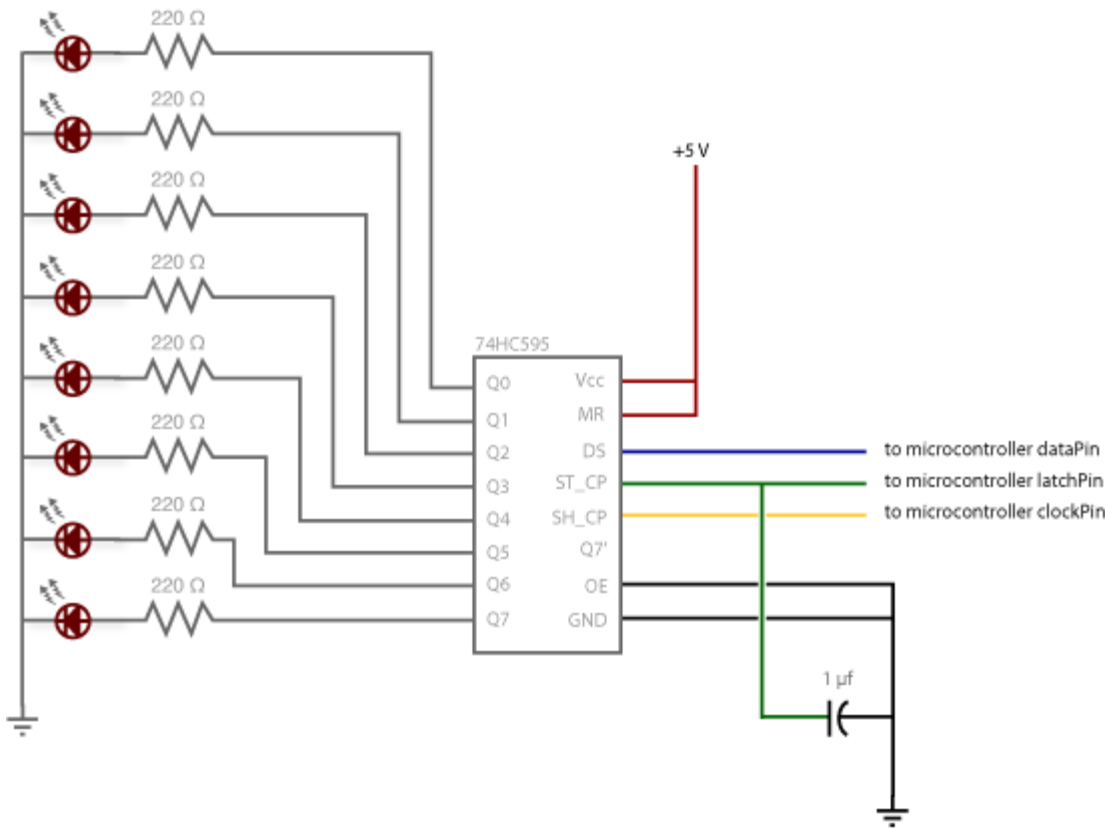 220 Ω
220 Ω
220 Ω
220 Ω
220 Ω
220 Ω
220 Ω
220 Ω
+5 V
74HC595
Q0
Q1
Q2
Q3
Q4
Q5
Q6
Q7
Vcc
MR
DS
ST_CP
SH_CP
Q7'
OE
GND
to microcontroller dataPin
to microcontroller latchPin
to microcontroller clockPin
1 µf